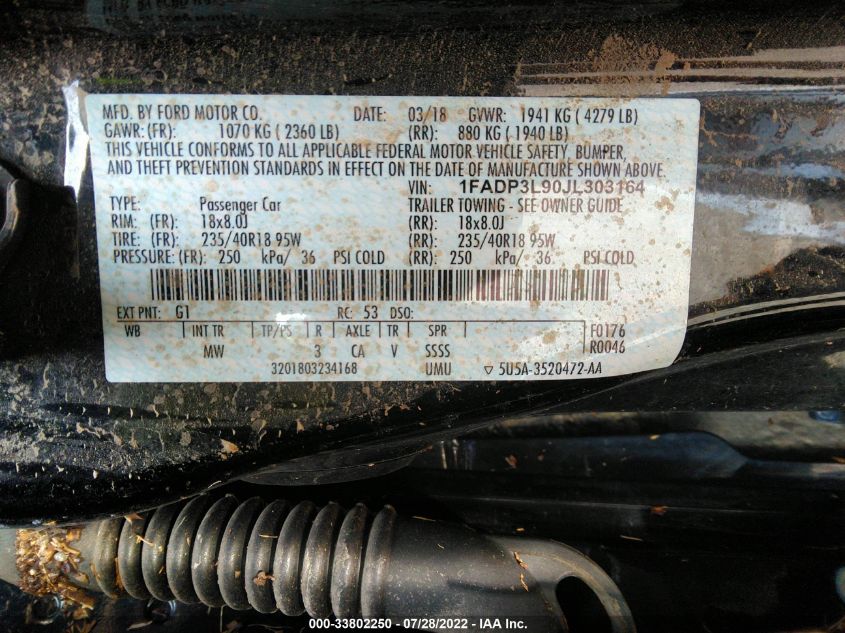 MFD. BY FORD MOTOR CO. DATE: 03/18 GVWR: 1941 KG ( 4279 LB)
GAWR: (FR): 1070 KG ( 2360 LB) (RR): 880 KG ( 1940 LB)
THIS VEHICLE CONFORMS TO ALL APPLICABLE FEDERAL MOTOR VEHICLE SAFETY, BUMPER,
AND THEFT PREVENTION STANDARDS IN EFFECT ON THE DATE OF MANUFACTURE SHOWN ABOVE.
VIN: 1FADP3L90JL303164
TYPE: Passenger Car TRAILER TOWING - SEE OWNER GUIDE
RIM: (FR): 18x8.0J (RR): 18x8.0J
TIRE: (FR): 235/40R18 95W (RR): 235/40R18 95W
PRESSURE: (FR): 250 kPa/ 36 PSI COLD (RR): 250 kPa/ 36 PSI COLD
EXT PNT: G1 RC: 53 DSO:
WB INT TR TP/PS R AXLE TR SPR F0176
MW 3 CA V SSSS R0046
3201803234168 UMU ▽ 5U5A-3520472-AA
000-33802250 - 07/28/2022 - IAA Inc.